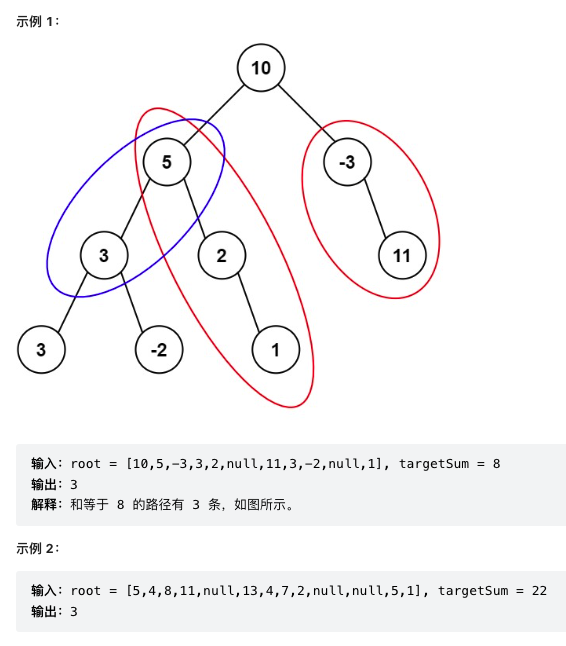 示例 1：
10
5
-3
3
2
11
3
-2
1
输入：root = [10,5,-3,3,2,null,11,3,-2,null,1], targetSum = 8
输出：3
解释：和等于 8 的路径有 3 条，如图所示。
示例 2：
输入：root = [5,4,8,11,null,13,4,7,2,null,null,5,1], targetSum = 22
输出：3